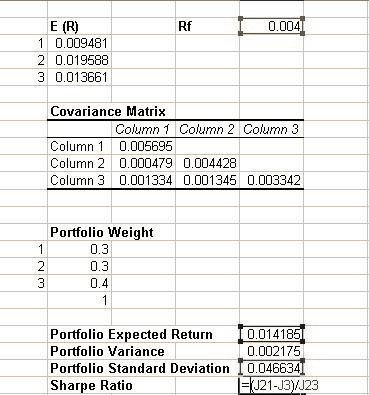 E (R) Rf 0.004
1 0.009481
2 0.019588
3 0.013661
Covariance Matrix
Column 1 Column 2 Column 3
Column 1 0.005695
Column 2 0.000479 0.004428
Column 3 0.001334 0.001345 0.003342
Portfolio Weight
1 0.3
2 0.3
3 0.4
1
Portfolio Expected Return 0.014185
Portfolio Variance 0.002175
Portfolio Standard Deviation 0.046634
Sharpe Ratio =(J21-J3)/J23